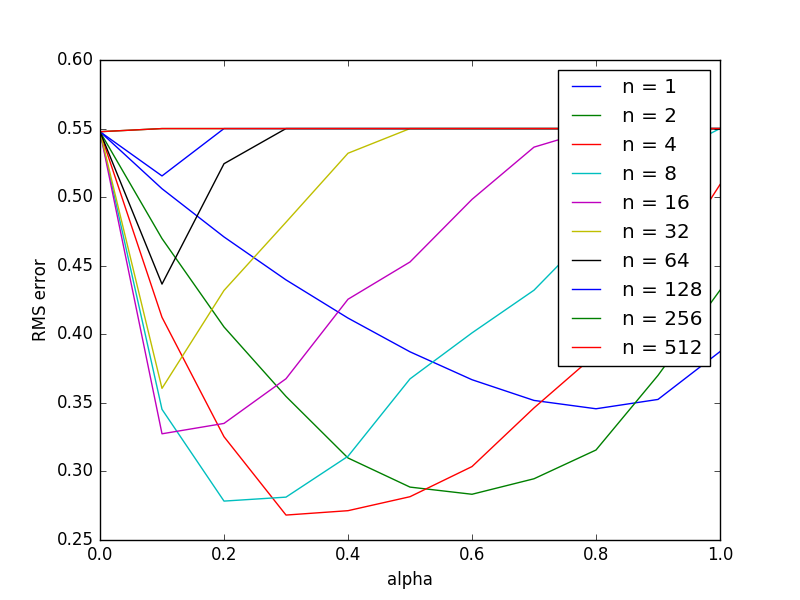 0.60
0.55
0.50
0.45
0.40
0.35
0.30
0.25
RMS error
n = 1
n = 2
n = 4
n = 8
n = 16
n = 32
n = 64
n = 128
n = 256
n = 512
0.0 0.2 0.4 0.6 0.8 1.0
alpha